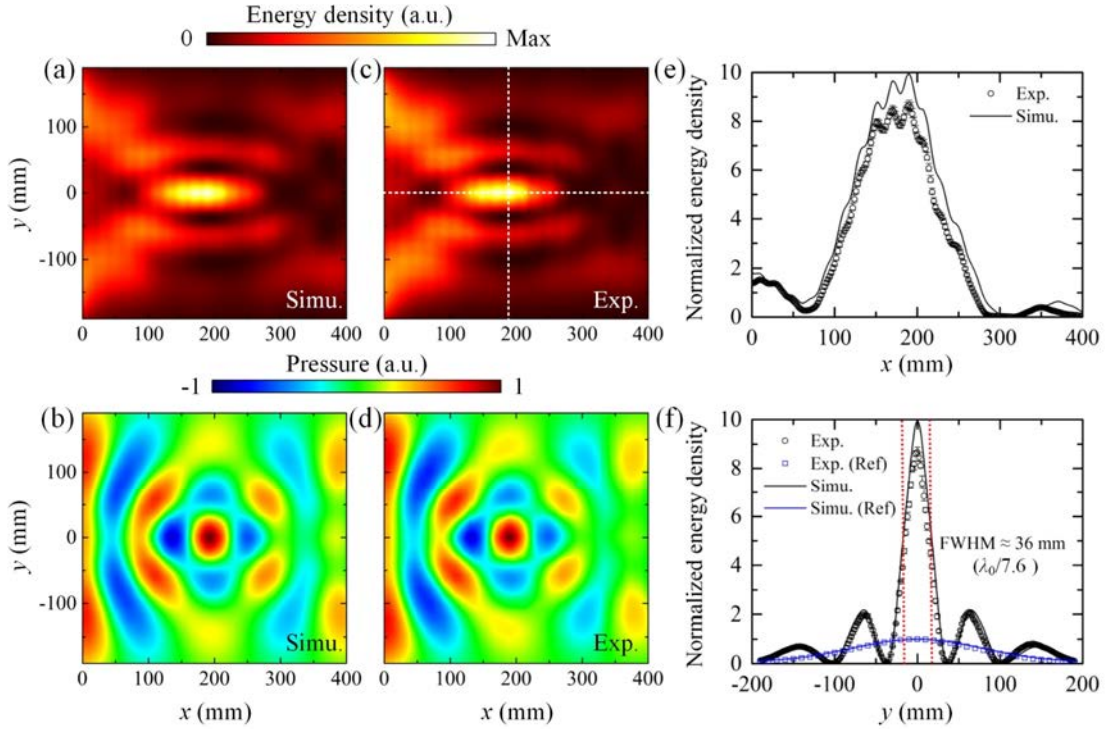 Energy density (a.u.)
0 Max
(a) (c) (e)
y (mm)
100
0
-100
Simu.
0 100 200 300 400
Exp.
0 100 200 300 400
Normalized energy density
10
8
6
4
2
0
Exp.
Simu.
0 100 200 300 400
x (mm)
Pressure (a.u.)
-1 1
(b) (d) (f)
y (mm)
100
0
-100
Simu.
0 100 200 300 400
x (mm)
Exp.
0 100 200 300 400
x (mm)
Normalized energy density
10
8
6
4
2
0
Exp.
Exp. (Ref)
Simu.
Simu. (Ref)
FWHM ≈ 36 mm
(λ₀/7.6 )
-200 -100 0 100 200
y (mm)